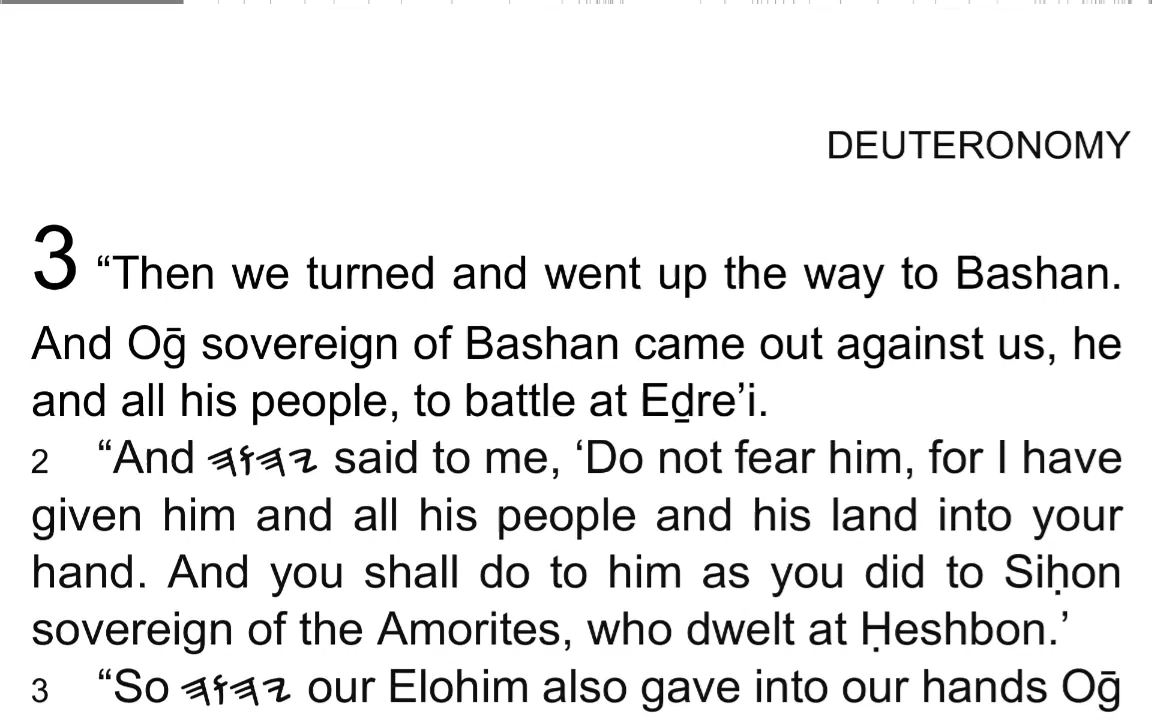 DEUTERONOMY
3 “Then we turned and went up the way to Bashan.
And Oḡ sovereign of Bashan came out against us, he
and all his people, to battle at Eḏre’i.
2 “And 𐤉𐤄𐤅𐤄 said to me, ‘Do not fear him, for I have
given him and all his people and his land into your
hand. And you shall do to him as you did to Siḥon
sovereign of the Amorites, who dwelt at Ḥeshbon.’
3 “So 𐤉𐤄𐤅𐤄 our Elohim also gave into our hands Oḡ